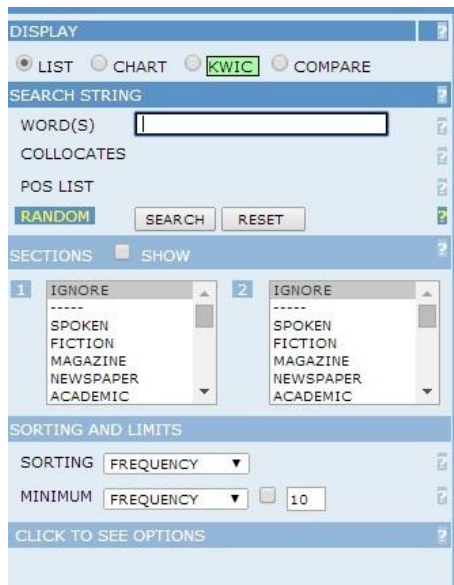 DISPLAY ?
LIST CHART KWIC COMPARE
SEARCH STRING ?
WORD(S) ?
COLLOCATES ?
POS LIST ?
RANDOM SEARCH RESET ?
SECTIONS SHOW ?
1 IGNORE 2 IGNORE
----- -----
SPOKEN SPOKEN
FICTION FICTION
MAGAZINE MAGAZINE
NEWSPAPER NEWSPAPER
ACADEMIC ACADEMIC
SORTING AND LIMITS
SORTING FREQUENCY ?
MINIMUM FREQUENCY 10 ?
CLICK TO SEE OPTIONS ?